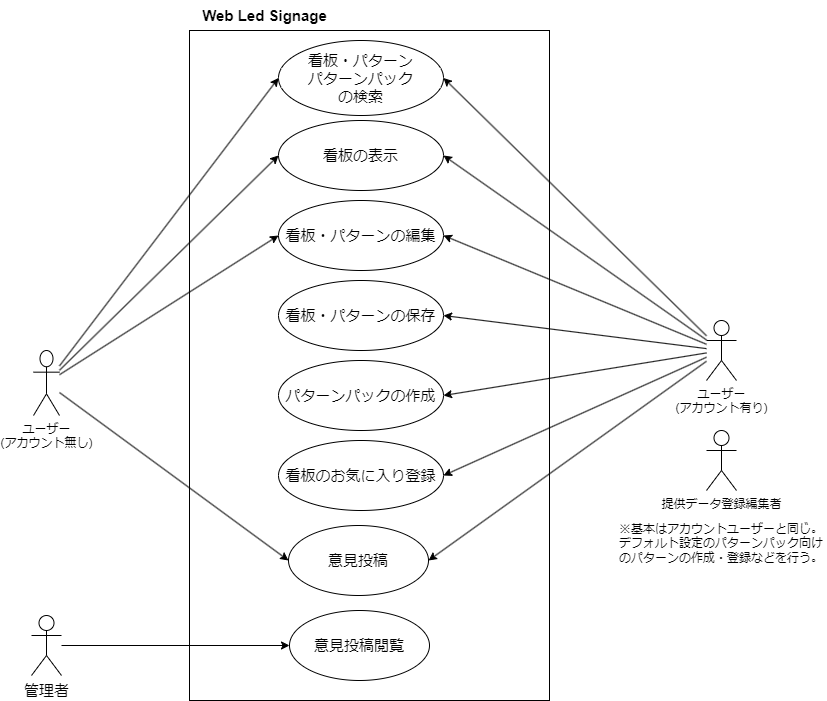 Web Led Signage
看板・パターン
パターンパック
の検索
看板の表示
看板・パターンの編集
看板・パターンの保存
パターンパックの作成
看板のお気に入り登録
意見投稿
意見投稿閲覧
ユーザー
(アカウント無し)
管理者
ユーザー
(アカウント有り)
提供データ登録編集者
※基本はアカウントユーザーと同じ。
デフォルト設定のパターンパック向け
のパターンの作成・登録などを行う。